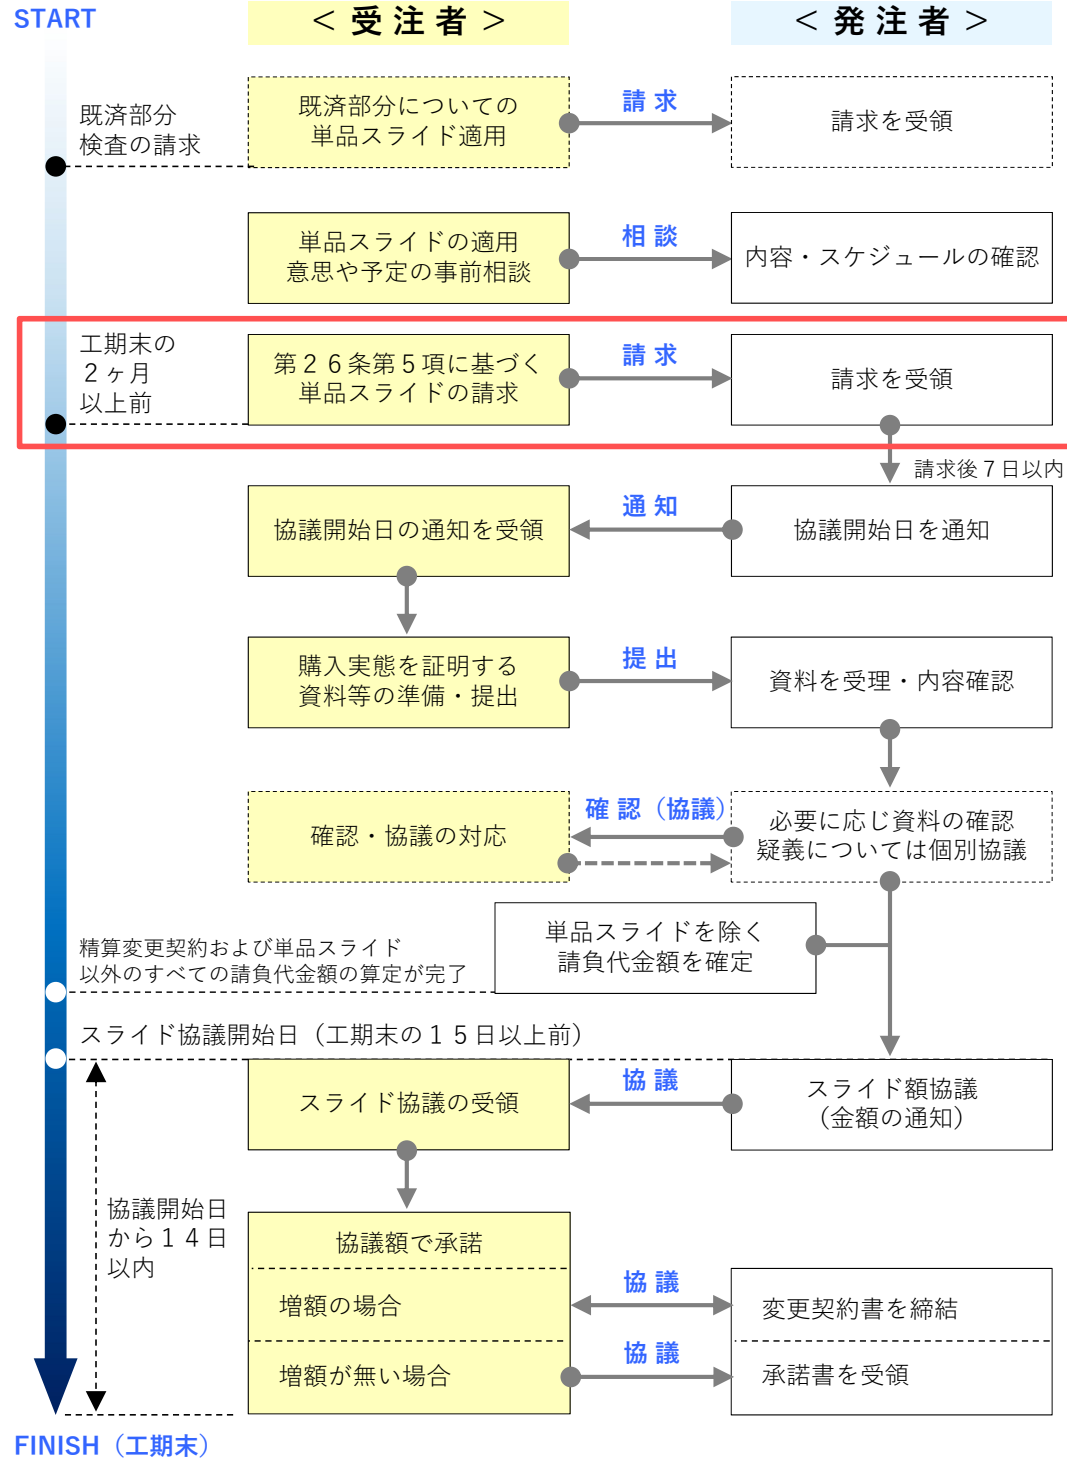 START
＜ 受 注 者 ＞
＜ 発 注 者 ＞
既済部分
検査の請求
既済部分についての
単品スライド適用
請 求
請求を受領
単品スライドの適用
意思や予定の事前相談
相 談
内容・スケジュールの確認
工期末の
２ヶ月
以上前
第２６条第５項に基づく
単品スライドの請求
請 求
請求を受領
請求後７日以内
協議開始日の通知を受領
通 知
協議開始日を通知
購入実態を証明する
資料等の準備・提出
提 出
資料を受理・内容確認
確認・協議の対応
確 認（協議）
必要に応じ資料の確認
疑義については個別協議
精算変更契約および単品スライド
以外のすべての請負代金額の算定が完了
単品スライドを除く
請負代金額を確定
スライド協議開始日（工期末の１５日以上前）
スライド協議の受領
協 議
スライド額協議
（金額の通知）
協議開始日
から１４日
以内
協議額で承諾
増額の場合
協 議
変更契約書を締結
増額が無い場合
協 議
承諾書を受領
FINISH（工期末）